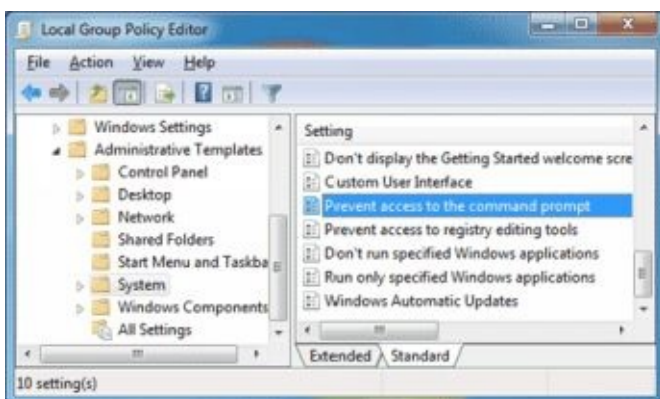 Local Group Policy Editor
File Action View Help
Windows Settings
Administrative Templates
Control Panel
Desktop
Network
Shared Folders
Start Menu and Taskba
System
Windows Components
All Settings
Setting
Don't display the Getting Started welcome scre
Custom User Interface
Prevent access to the command prompt
Prevent access to registry editing tools
Don't run specified Windows applications
Run only specified Windows applications
Windows Automatic Updates
Extended Standard
10 setting(s)